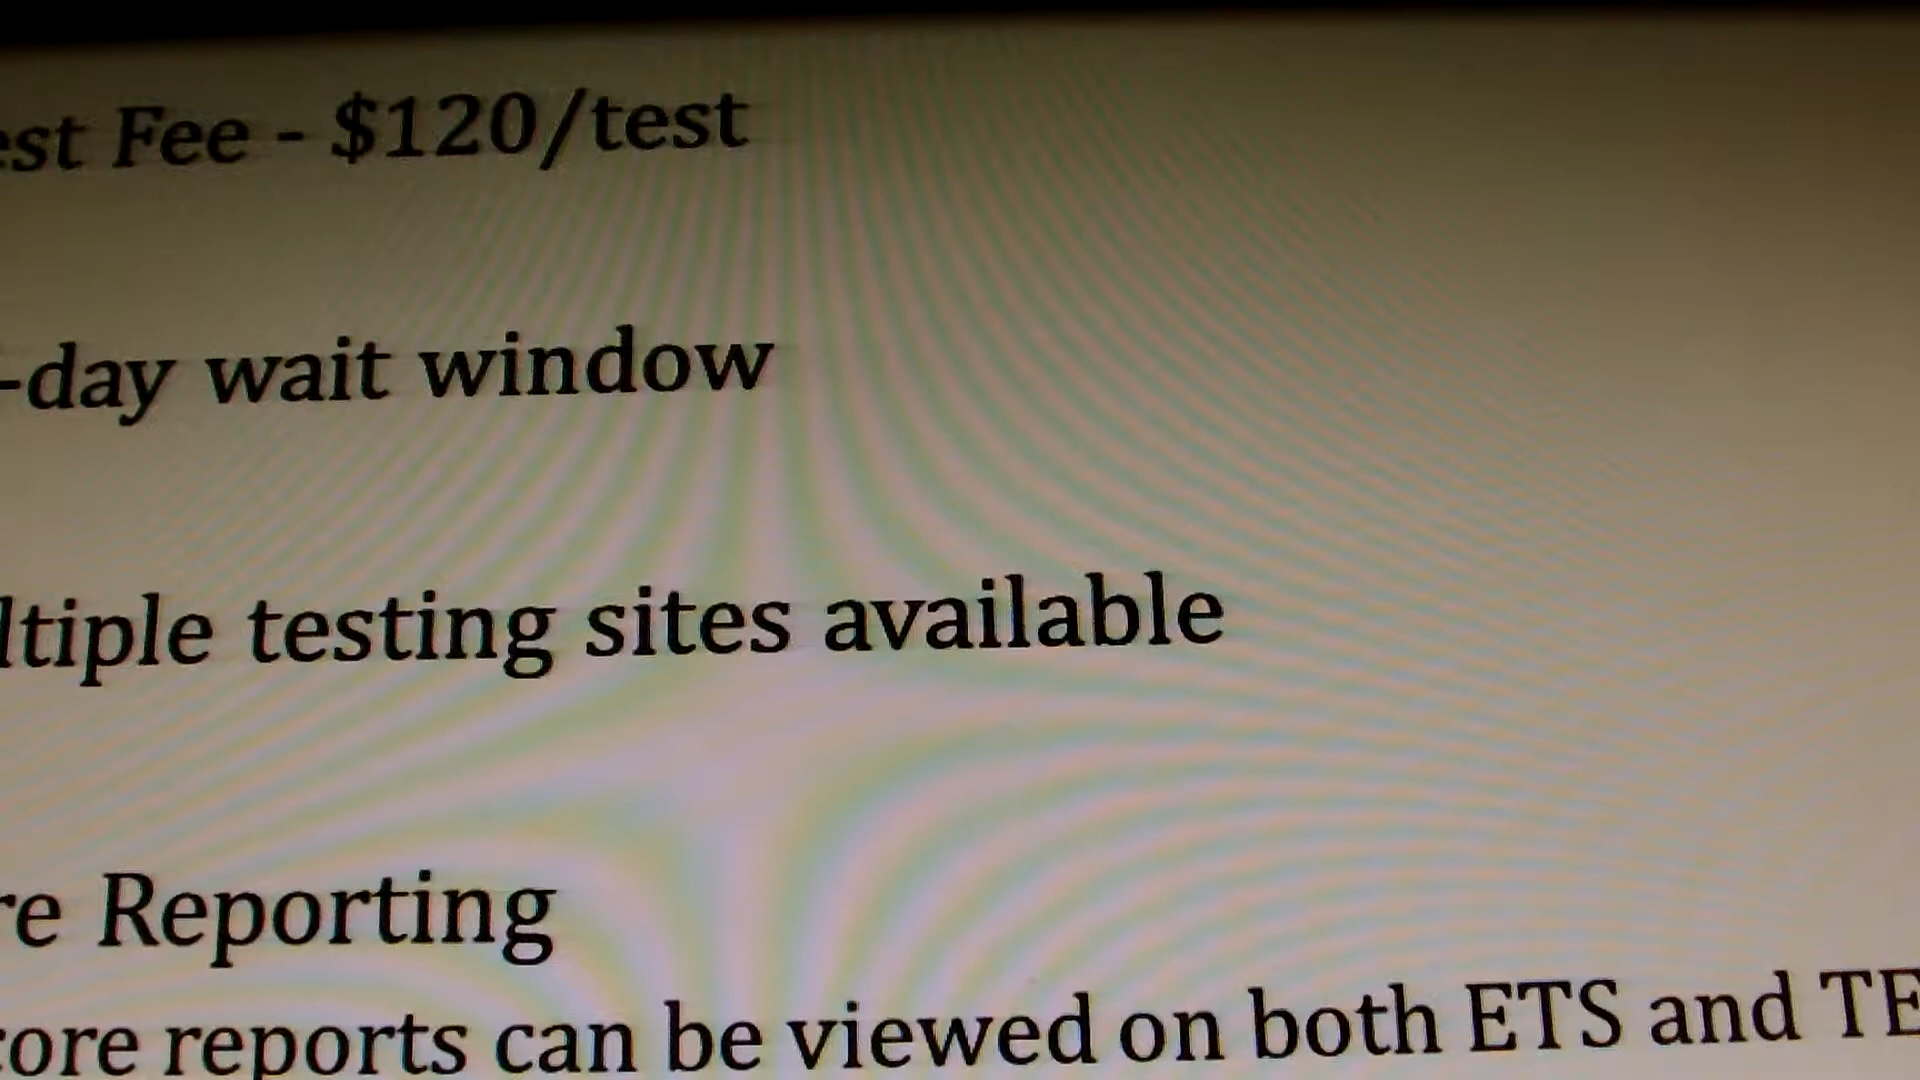 est Fee - $120/test
-day wait window
ltiple testing sites available
re Reporting
core reports can be viewed on both ETS and TE